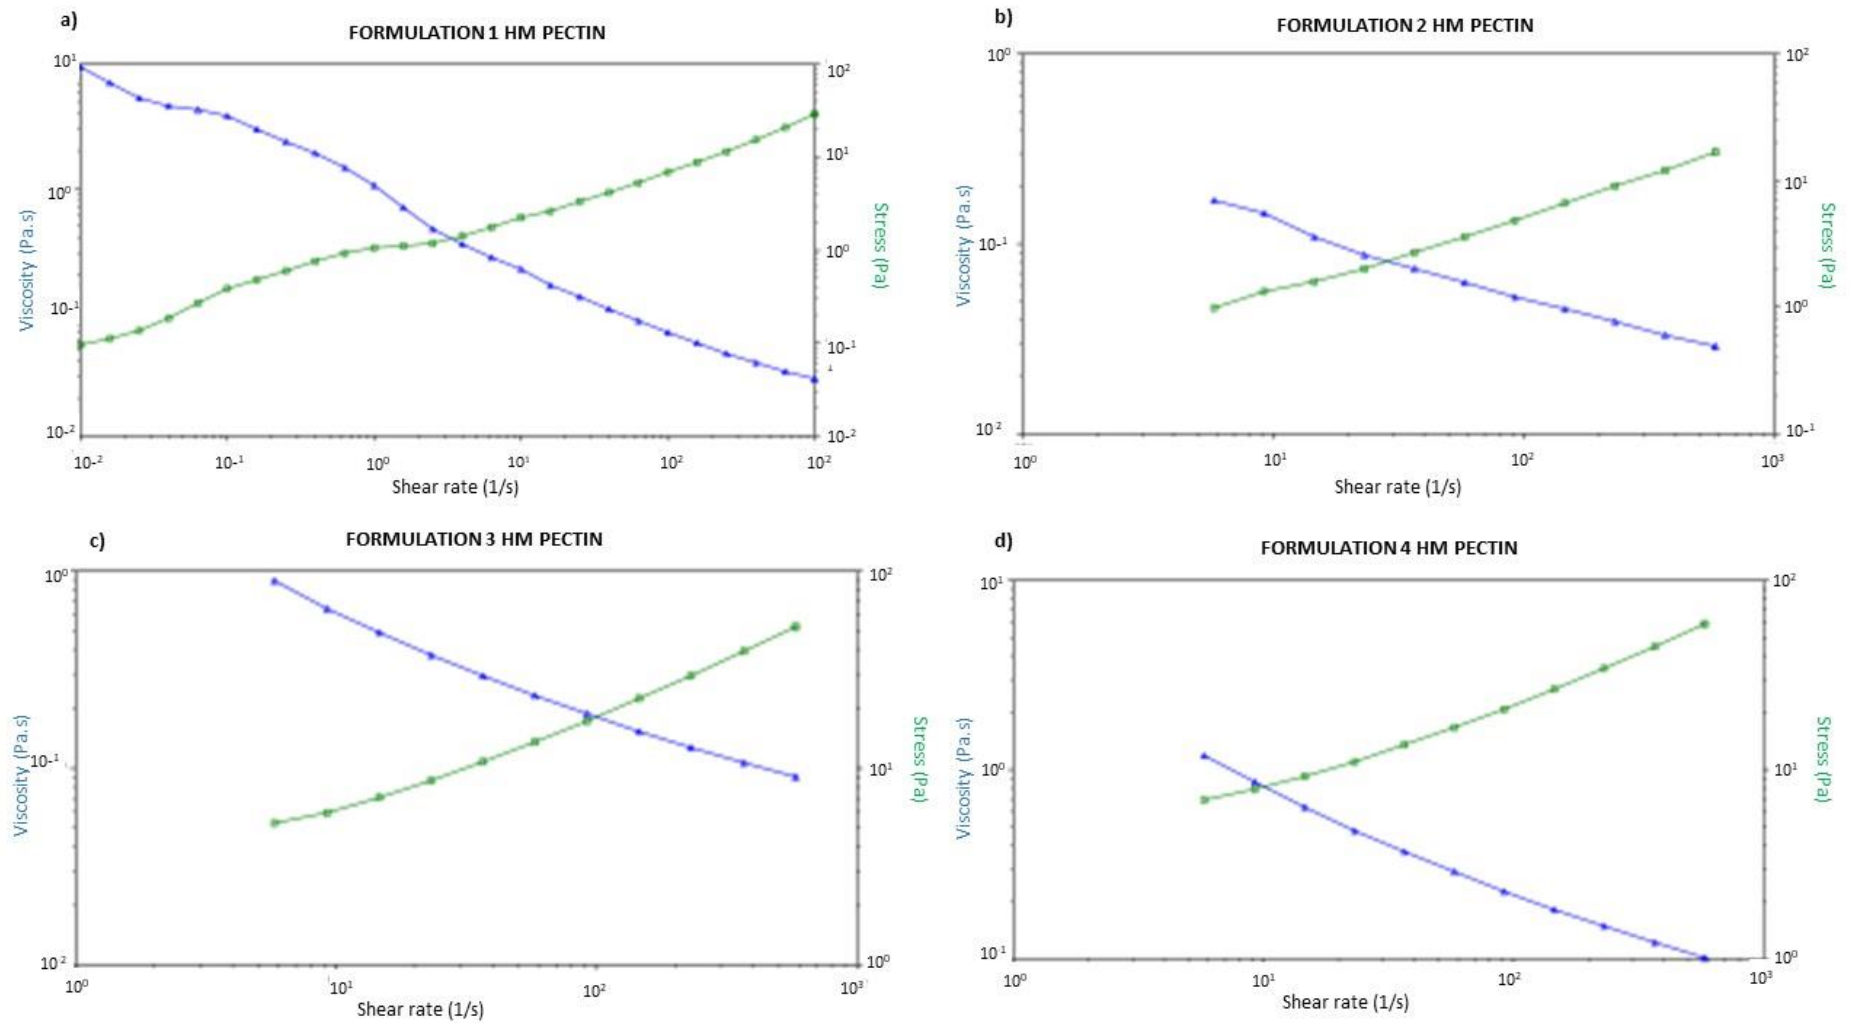 a)
FORMULATION 1 HM PECTIN
10¹
10⁰
10⁻¹
10⁻²
Viscosity (Pa.s)
10²
10¹
10⁰
10⁻¹
10⁻²
Stress (Pa)
10⁻² 10⁻¹ 10⁰ 10¹ 10² 10²
Shear rate (1/s)
b)
FORMULATION 2 HM PECTIN
10⁰
10⁻¹
10²
Viscosity (Pa.s)
10²
10¹
10⁰
10⁻¹
Stress (Pa)
10⁰ 10¹ 10² 10³
Shear rate (1/s)
c)
FORMULATION 3 HM PECTIN
10⁰
10⁻¹
10⁻²
Viscosity (Pa.s)
10²
10¹
10⁰
Stress (Pa)
10⁰ 10¹ 10² 10³
Shear rate (1/s)
d)
FORMULATION 4 HM PECTIN
10¹
10⁰
10⁻¹
Viscosity (Pa.s)
10²
10¹
10⁰
Stress (Pa)
10⁰ 10¹ 10² 10³
Shear rate (1/s)